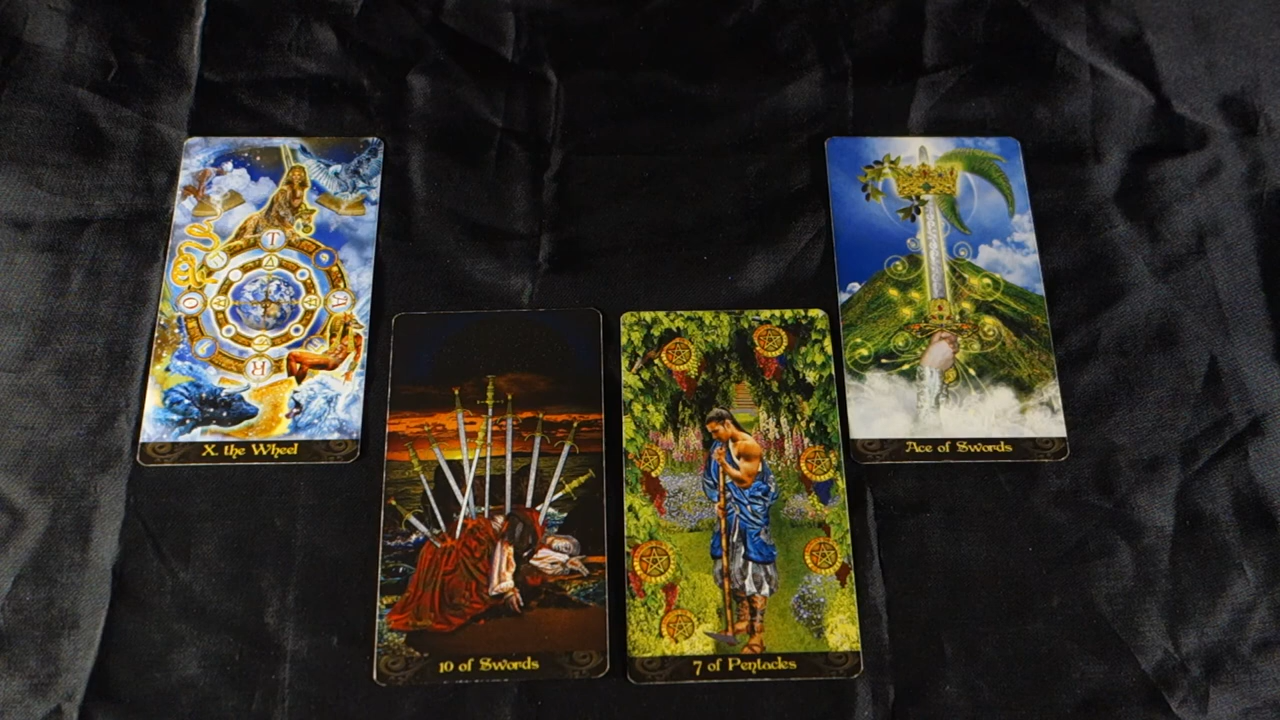 X. the Wheel
T
A
R
O
10 of Swords
7 of Pentacles
Ace of Swords